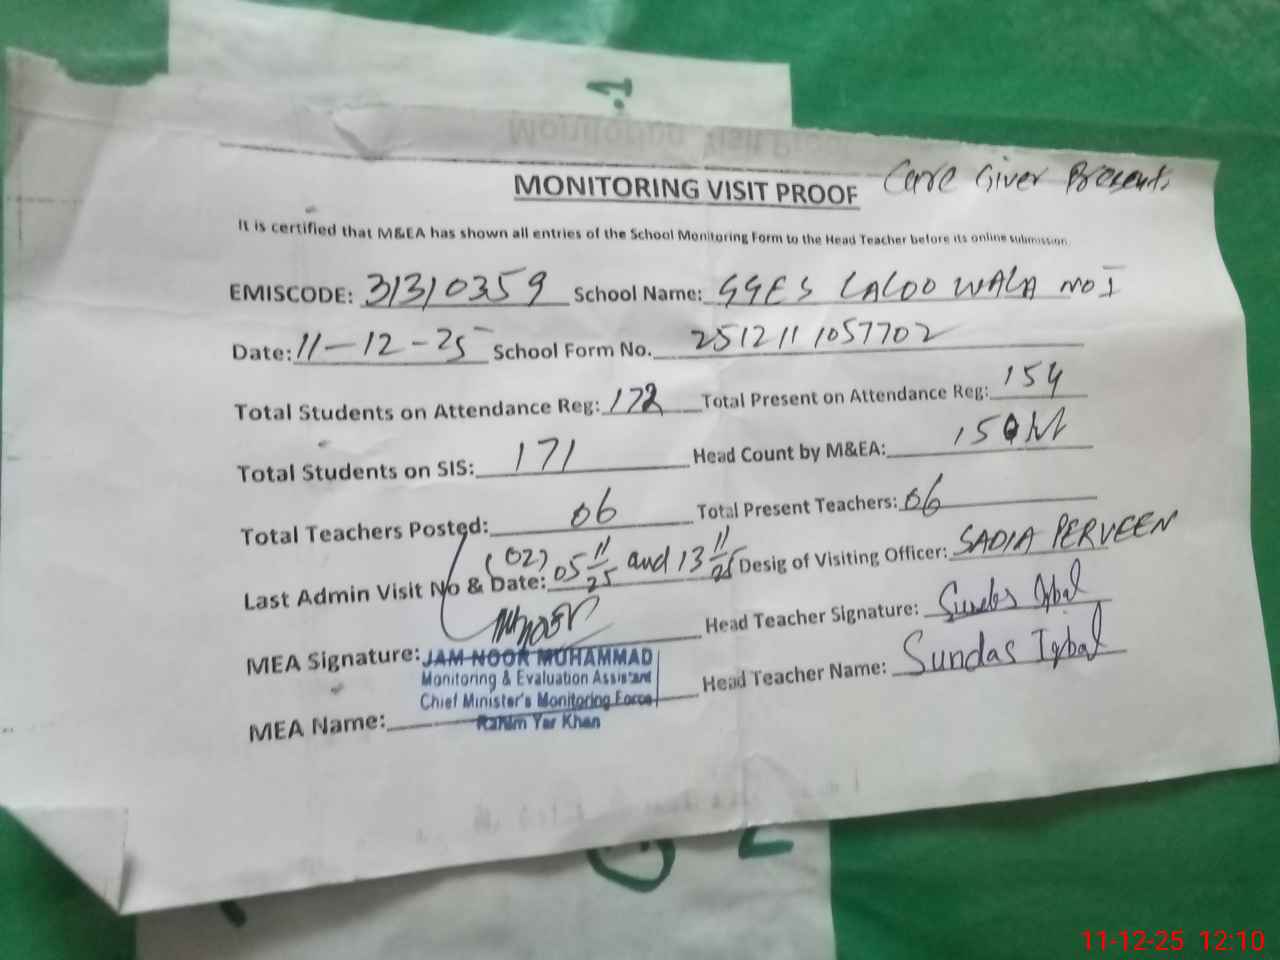 MONITORING VISIT PROOF Care Giver Present.
It is certified that M&EA has shown all entries of the School Monitoring Form to the Head Teacher before its online submission.
EMISCODE: 31310359 School Name: GGES LALOO WALA NO I
Date: 11-12-25 School Form No. 2512111057702
Total Students on Attendance Reg: 172 Total Present on Attendance Reg: 154
Total Students on SIS: 171 Head Count by M&EA:
Total Teachers Posted: 06 Total Present Teachers: 06
Last Admin Visit No & Date: (02) 05 11/25 and 13 11/25 Desig of Visiting Officer: SADIA PERVEEN
MEA Signature: Head Teacher Signature: Sundas Iqbal
JAM NOOR MUHAMMAD
Monitoring & Evaluation Assistant
Chief Minister's Monitoring Force
Rahim Yar Khan
MEA Name: Head Teacher Name: Sundas Iqbal
11-12-25 12:10